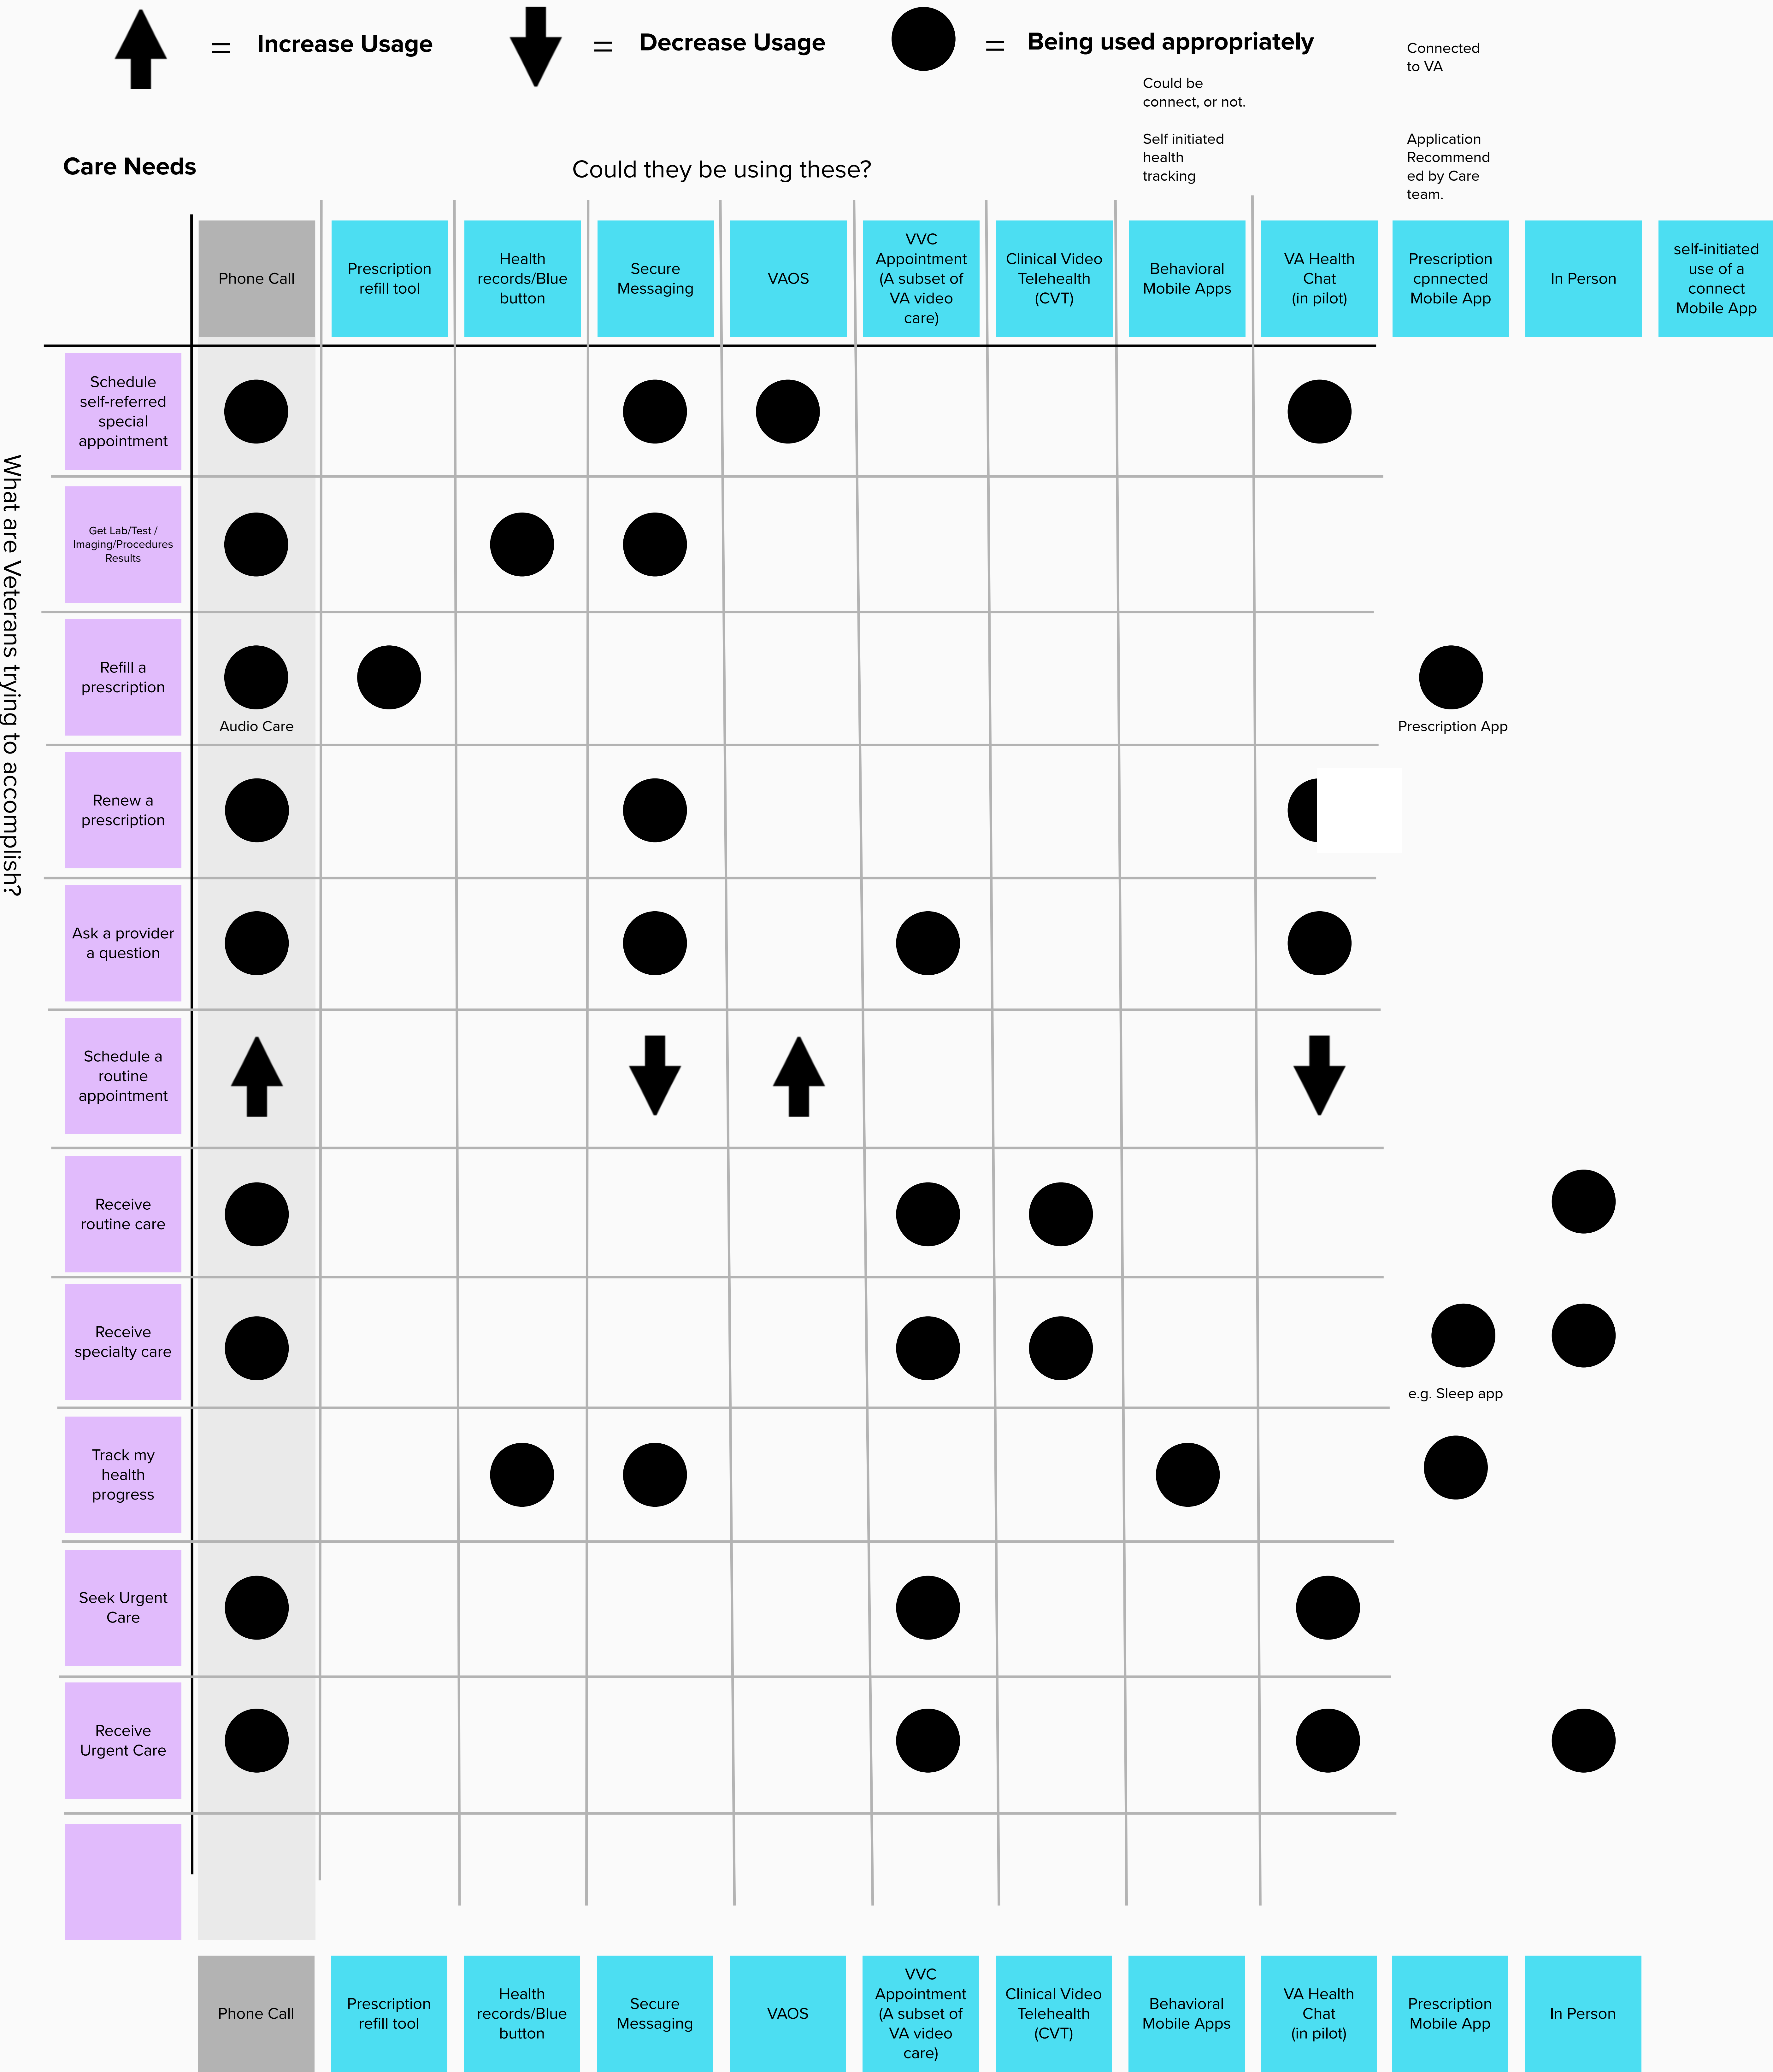 = Increase Usage
= Decrease Usage
= Being used appropriately
Connected
to VA
Could be
connect, or not.
Self initiated
health
tracking
Application
Recommend
ed by Care
team.
Care Needs
Could they be using these?
Phone Call
Prescription
refill tool
Health
records/Blue
button
Secure
Messaging
VAOS
VVC
Appointment
(A subset of
VA video
care)
Clinical Video
Telehealth
(CVT)
Behavioral
Mobile Apps
VA Health
Chat
(in pilot)
Prescription
cpnnected
Mobile App
In Person
self-initiated
use of a
connect
Mobile App
What are Veterans trying to accomplish?
Schedule
self-referred
special
appointment
Get Lab/Test /
Imaging/Procedures
Results
Refill a
prescription
Audio Care
Prescription App
Renew a
prescription
Ask a provider
a question
Schedule a
routine
appointment
Receive
routine care
Receive
specialty care
e.g. Sleep app
Track my
health
progress
Seek Urgent
Care
Receive
Urgent Care
Phone Call
Prescription
refill tool
Health
records/Blue
button
Secure
Messaging
VAOS
VVC
Appointment
(A subset of
VA video
care)
Clinical Video
Telehealth
(CVT)
Behavioral
Mobile Apps
VA Health
Chat
(in pilot)
Prescription
Mobile App
In Person